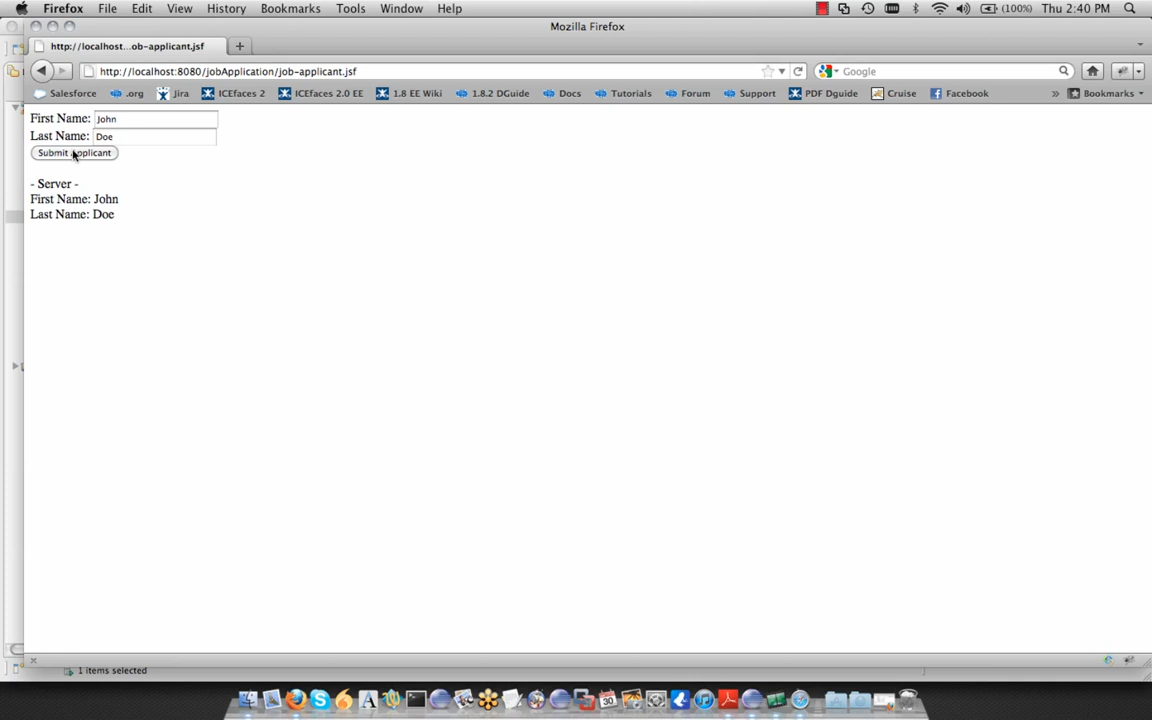 Firefox File Edit View History Bookmarks Tools Window Help (100%) Thu 2:40 PM
Mozilla Firefox
http://localhost...ob-applicant.jsf
http://localhost:8080/jobApplication/job-applicant.jsf Google
Salesforce .org Jira ICEfaces 2 ICEfaces 2.0 EE 1.8 EE Wiki 1.8.2 DGuide Docs Tutorials Forum Support PDF Dguide Cruise Facebook » Bookmarks
First Name: John
Last Name: Doe
Submit Applicant
- Server -
First Name: John
Last Name: Doe
1 items selected
30